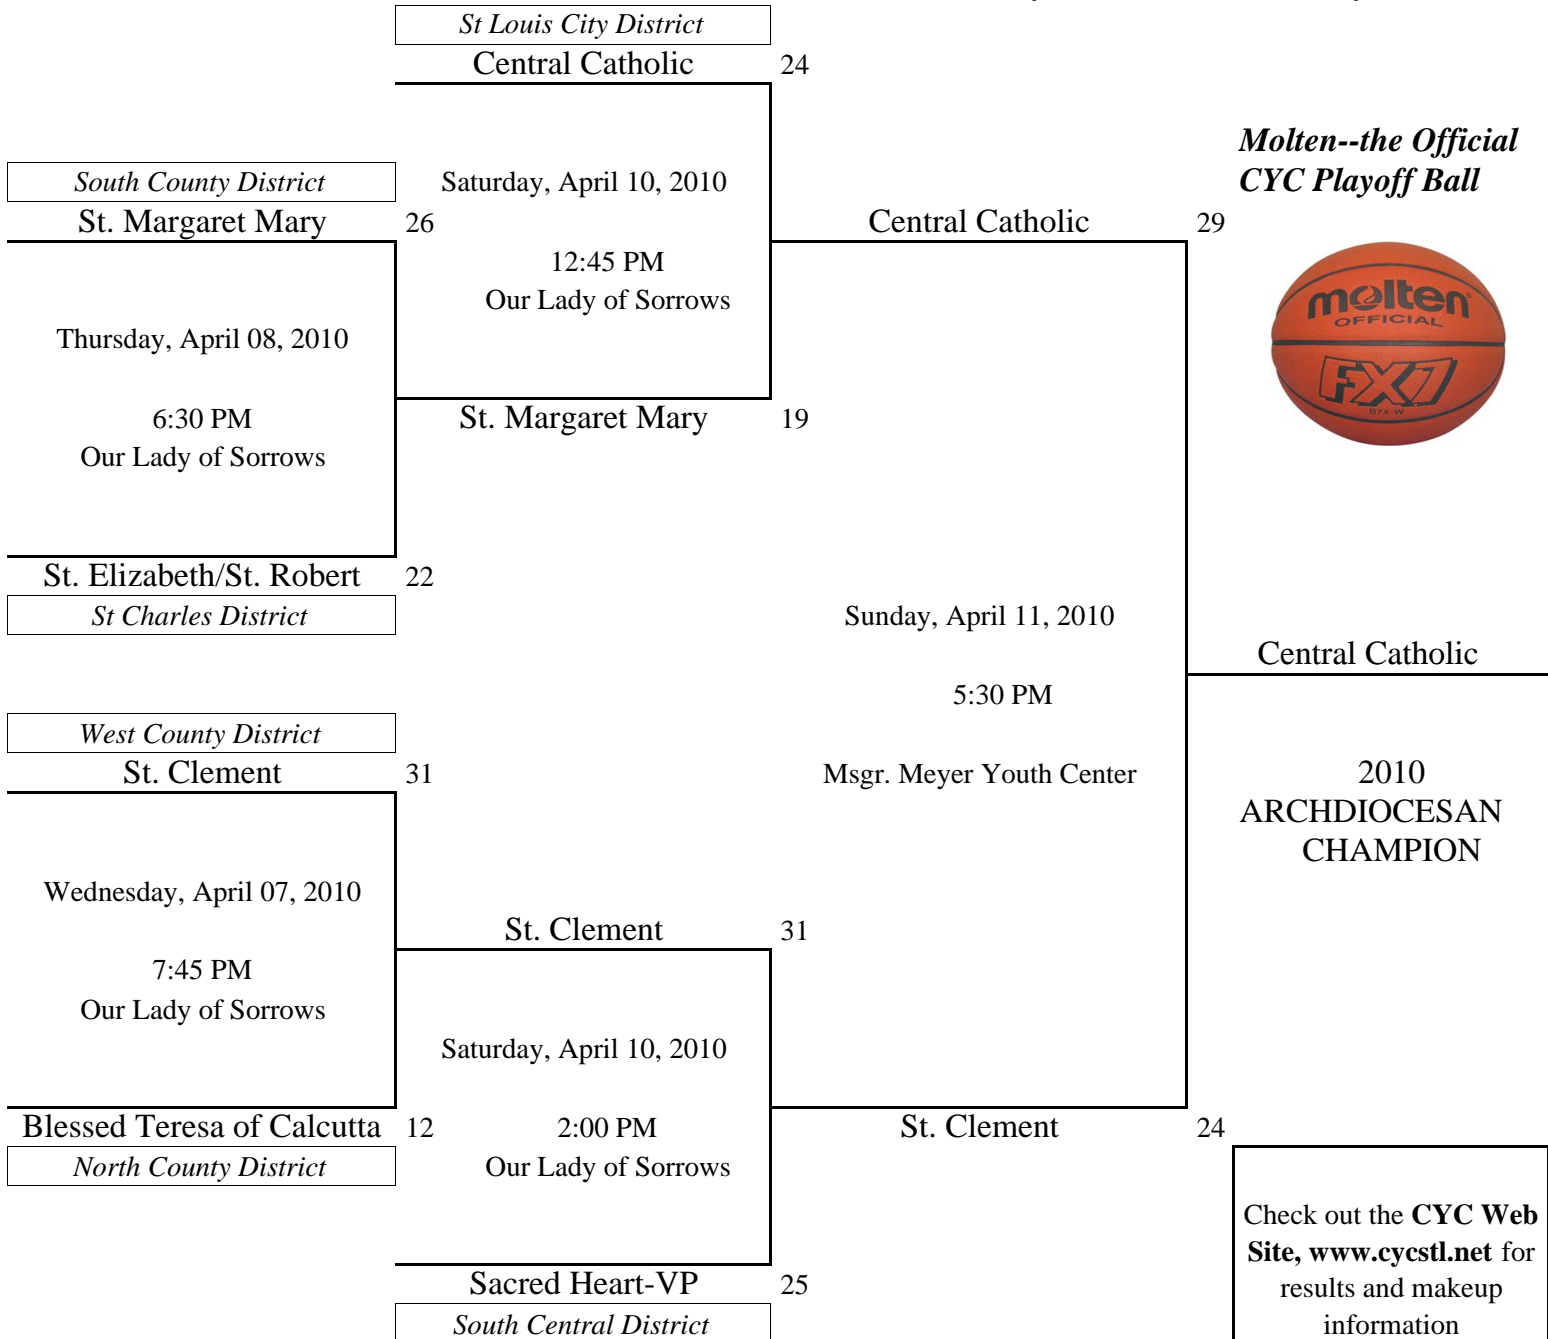 St Louis City District
Central Catholic 24
Molten--the Official
CYC Playoff Ball
South County District
Saturday, April 10, 2010
St. Margaret Mary 26
Central Catholic 29
12:45 PM
Our Lady of Sorrows
molten
OFFICIAL
FX7
B7X-W
Thursday, April 08, 2010
6:30 PM
Our Lady of Sorrows
St. Margaret Mary 19
St. Elizabeth/St. Robert 22
St Charles District
Sunday, April 11, 2010
5:30 PM
Msgr. Meyer Youth Center
Central Catholic
2010
ARCHDIOCESAN
CHAMPION
West County District
St. Clement 31
Wednesday, April 07, 2010
7:45 PM
Our Lady of Sorrows
St. Clement 31
Saturday, April 10, 2010
2:00 PM
Our Lady of Sorrows
Blessed Teresa of Calcutta 12
North County District
St. Clement 24
Sacred Heart-VP 25
South Central District
Check out the CYC Web
Site, www.cycstl.net for
results and makeup
information